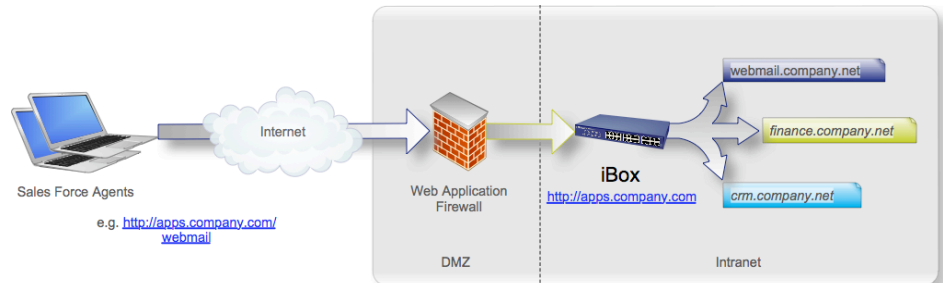 webmail.company.net
Internet
finance.company.net
iBox
Sales Force Agents
Web Application
Firewall
http://apps.company.com
crm.company.net
e.g. http://apps.company.com/
webmail
DMZ
Intranet